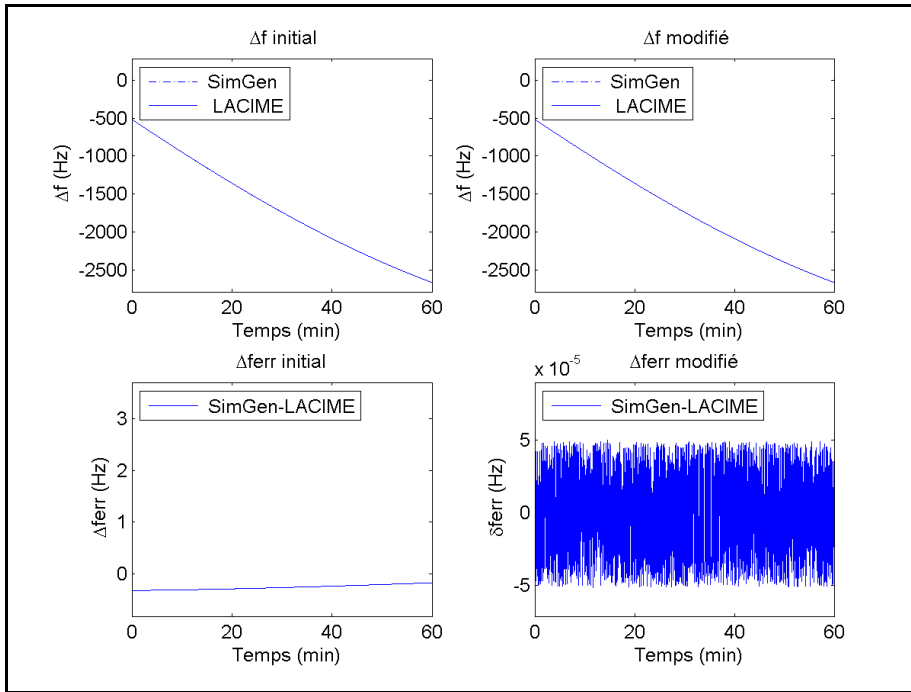 Δf initial
SimGen
LACIME
0
-500
-1000
-1500
-2000
-2500
Δf (Hz)
0 20 40 60
Temps (min)
Δf modifié
SimGen
LACIME
0
-500
-1000
-1500
-2000
-2500
Δf (Hz)
0 20 40 60
Temps (min)
Δferr initial
SimGen-LACIME
3
2
1
0
Δferr (Hz)
0 20 40 60
Temps (min)
x 10⁻⁵
Δferr modifié
SimGen-LACIME
5
0
-5
δferr (Hz)
0 20 40 60
Temps (min)